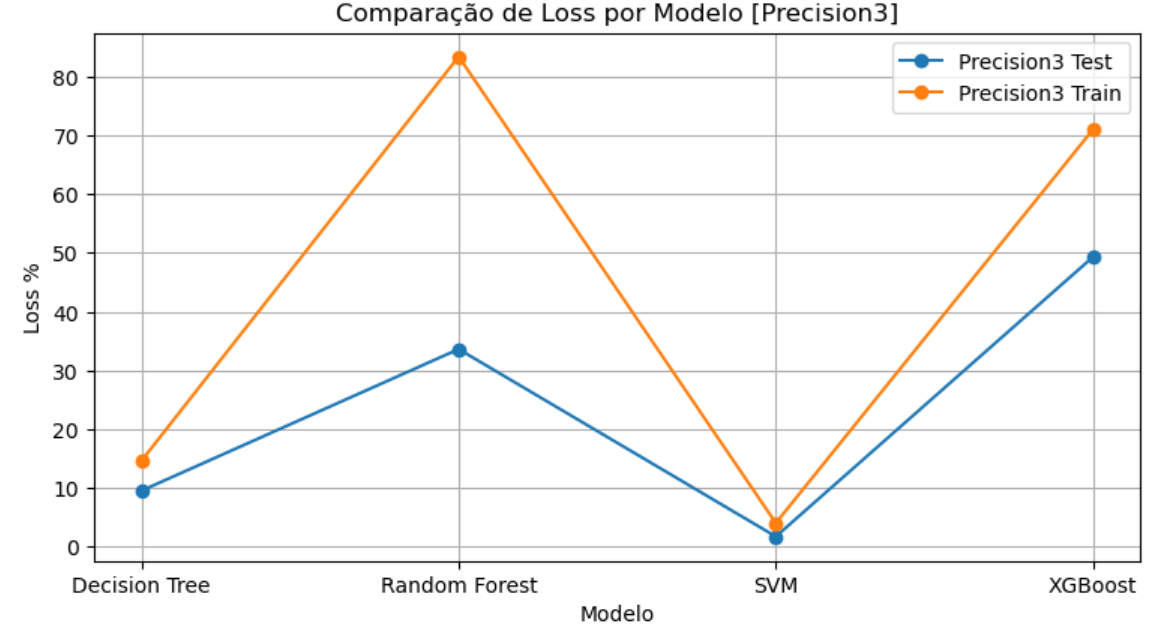 Comparação de Loss por Modelo [Precision3]
Precision3 Test
Precision3 Train
80
70
60
50
40
30
20
10
0
Loss %
Decision Tree Random Forest SVM XGBoost
Modelo